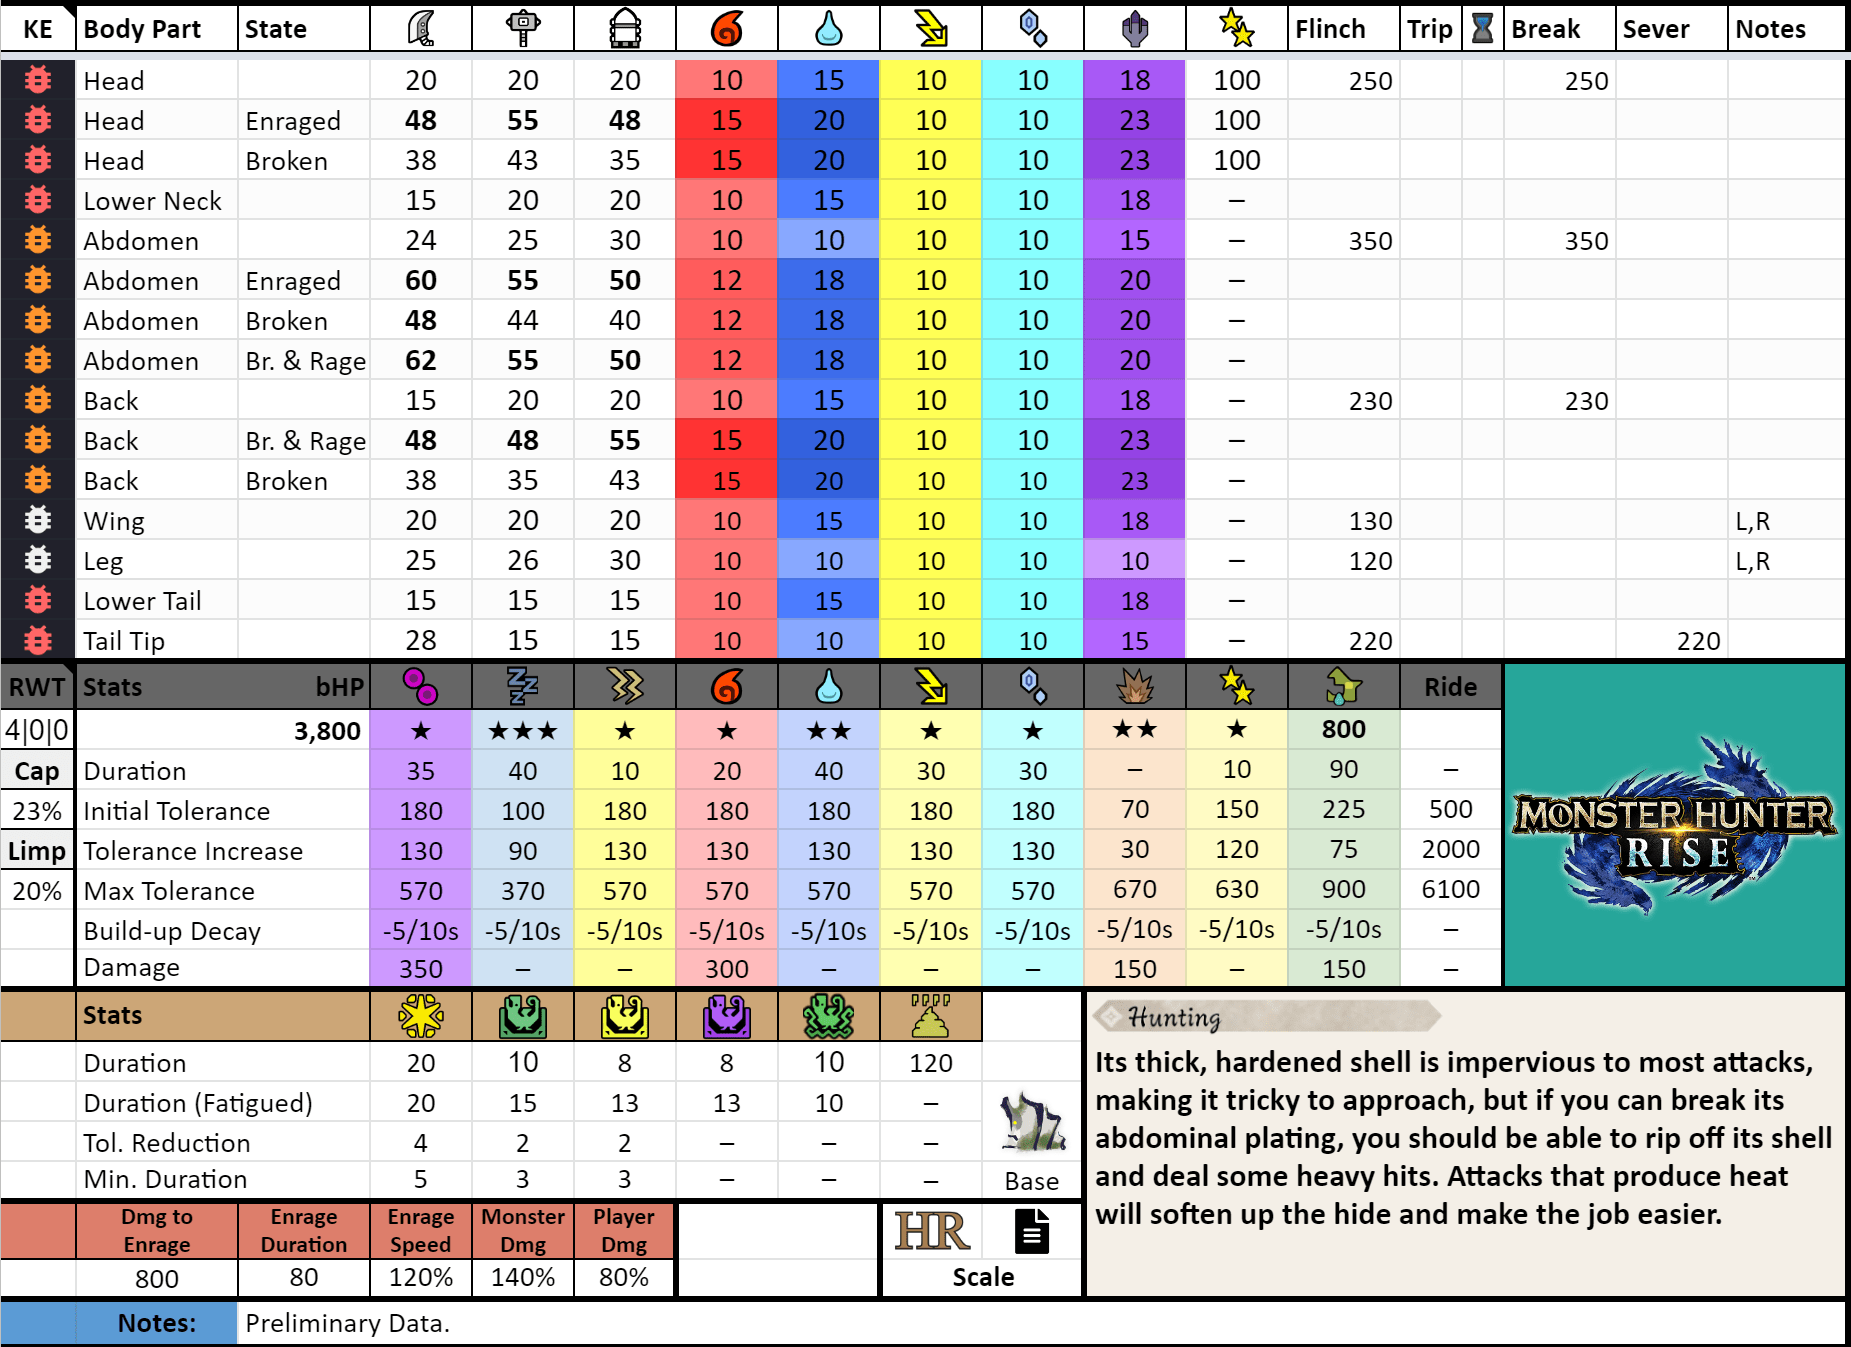 KE Body Part State Flinch Trip Break Sever Notes
Head 20 20 20 10 15 10 10 18 100 250 250
Head Enraged 48 55 48 15 20 10 10 23 100
Head Broken 38 43 35 15 20 10 10 23 100
Lower Neck 15 20 20 10 15 10 10 18 –
Abdomen 24 25 30 10 10 10 10 15 – 350 350
Abdomen Enraged 60 55 50 12 18 10 10 20 –
Abdomen Broken 48 44 40 12 18 10 10 20 –
Abdomen Br. & Rage 62 55 50 12 18 10 10 20 –
Back 15 20 20 10 15 10 10 18 – 230 230
Back Br. & Rage 48 48 55 15 20 10 10 23 –
Back Broken 38 35 43 15 20 10 10 23 –
Wing 20 20 20 10 15 10 10 18 – 130 L,R
Leg 25 26 30 10 10 10 10 10 – 120 L,R
Lower Tail 15 15 15 10 15 10 10 18 –
Tail Tip 28 15 15 10 10 10 10 15 – 220 220
RWT Stats bHP Ride
4|0|0 3,800 ★ ★★★ ★ ★ ★★ ★ ★ ★★ ★ 800
Cap Duration 35 40 10 20 40 30 30 – 10 90 –
23% Initial Tolerance 180 100 180 180 180 180 180 70 150 225 500
Limp Tolerance Increase 130 90 130 130 130 130 130 30 120 75 2000
20% Max Tolerance 570 370 570 570 570 570 570 670 630 900 6100
Build-up Decay -5/10s -5/10s -5/10s -5/10s -5/10s -5/10s -5/10s -5/10s -5/10s -5/10s –
Damage 350 – – 300 – – – 150 – 150 –
MONSTER HUNTER
RISE
Stats
Duration 20 10 8 8 10 120
Duration (Fatigued) 20 15 13 13 10 –
Tol. Reduction 4 2 2 – – –
Min. Duration 5 3 3 – – –
Base
Hunting
Its thick, hardened shell is impervious to most attacks,
making it tricky to approach, but if you can break its
abdominal plating, you should be able to rip off its shell
and deal some heavy hits. Attacks that produce heat
will soften up the hide and make the job easier.
Dmg to Enrage Enrage Monster Player
Enrage Duration Speed Dmg Dmg
800 80 120% 140% 80%
HR
Scale
Notes: Preliminary Data.